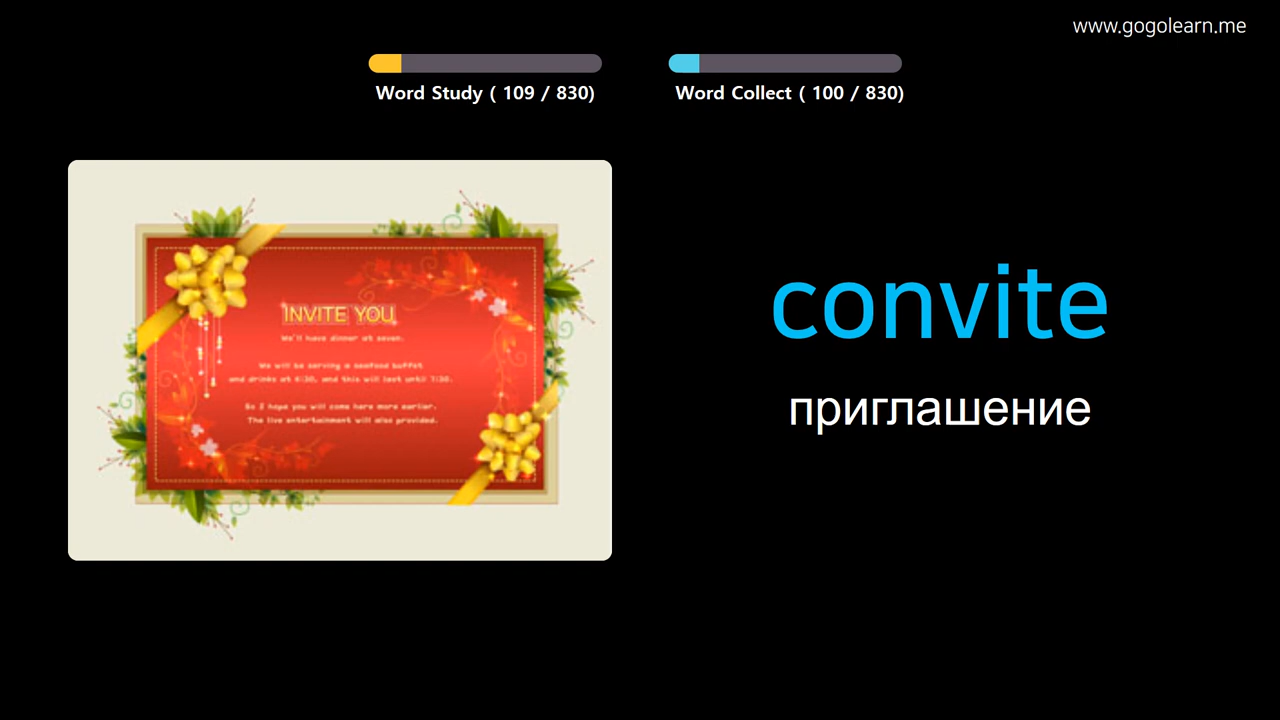 www.gogolearn.me
Word Study ( 109 / 830)
Word Collect ( 100 / 830)
INVITE YOU
We'll have dinner at seven.
We will be serving a seafood buffet
and drinks at 6:30, and this will last until 7:30.
So I hope you will come here more earlier.
The live entertainment will also provided.
convite
приглашение